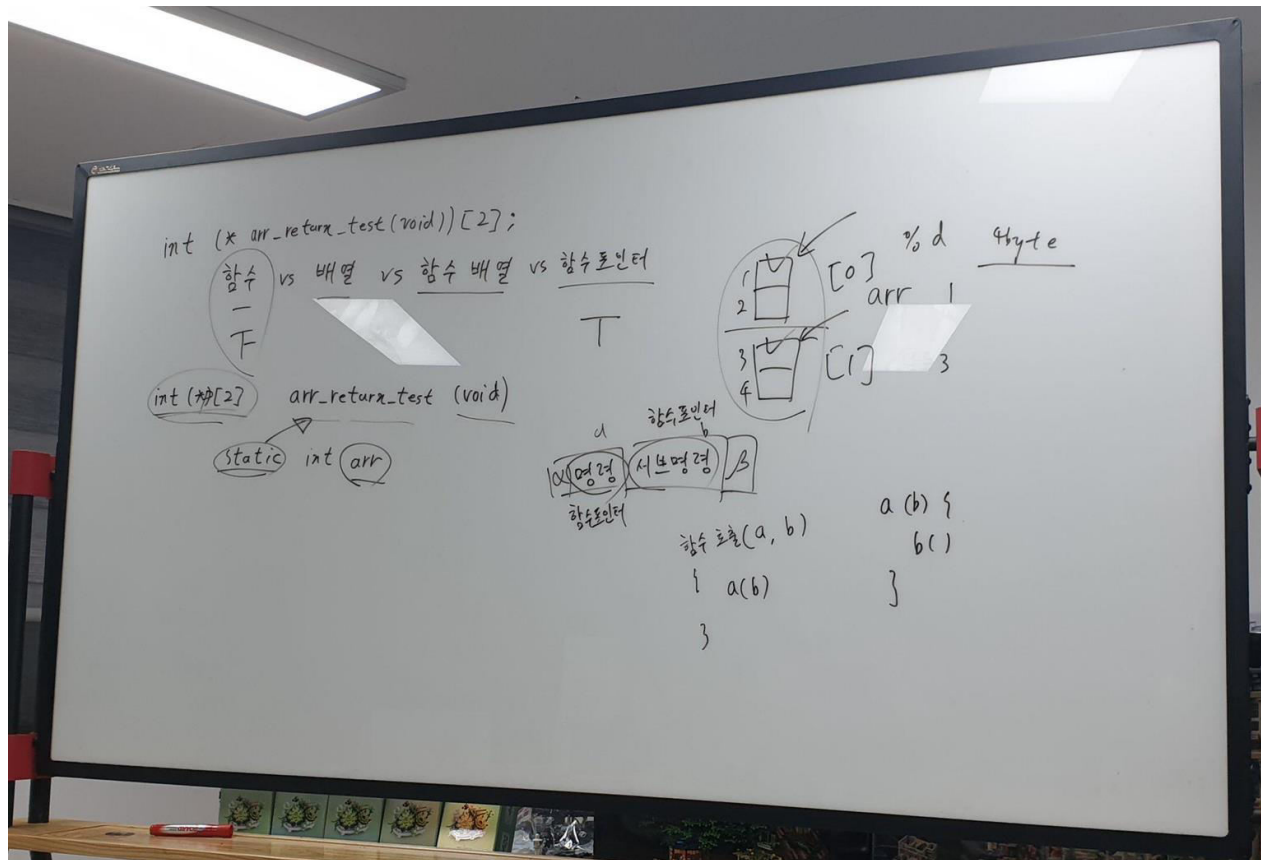 int (* arr_return_test(void))[2];
함수 vs 배열 vs 함수 배열 vs 함수포인터
int (*)[2] arr_return_test (void)
static int arr
1 [0]
2
3 [1]
4
%d 4byte
arr 1
3
함수포인터
a b
α 명령 서브명령 β
함수포인터
함수 호출(a, b)
{ a(b)
}
a (b) {
b()
}